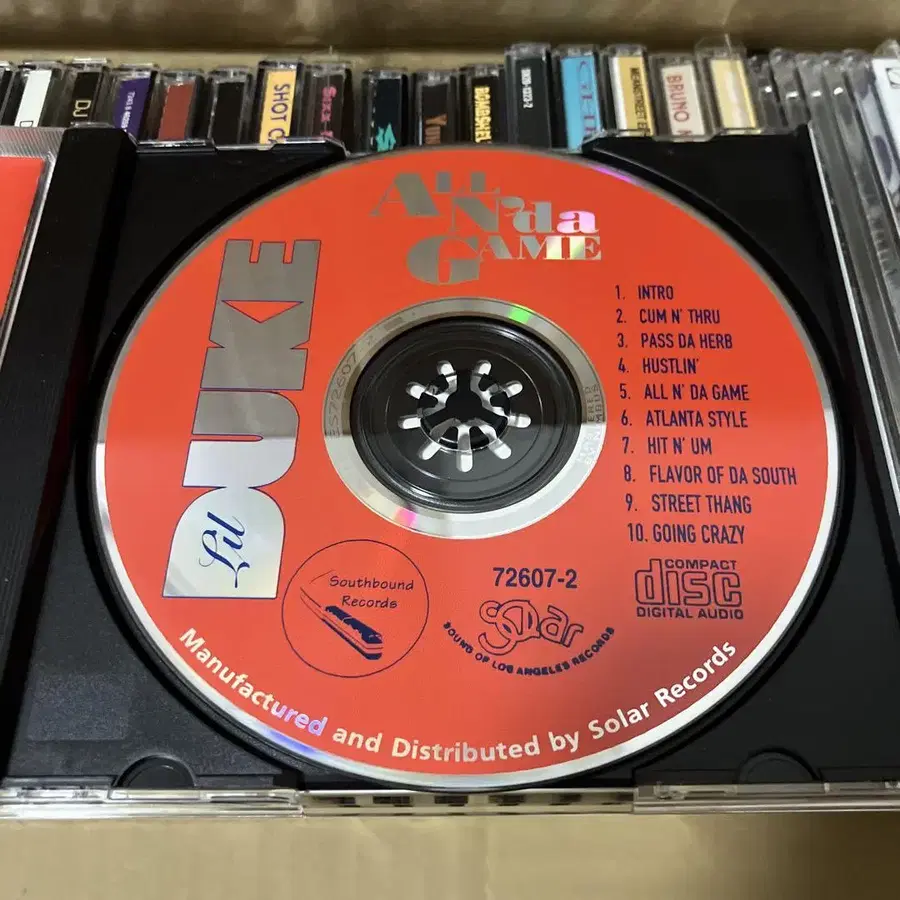 DJ
SHOT
BRUNO
ALL
N'da
GAME
Lil
DUKE
1. INTRO
2. CUM N' THRU
3. PASS DA HERB
4. HUSTLIN'
5. ALL N' DA GAME
6. ATLANTA STYLE
7. HIT N' UM
8. FLAVOR OF DA SOUTH
9. STREET THANG
10. GOING CRAZY
Southbound
Records
72607-2
SOLAR
SOUND OF LOS ANGELES RECORDS
COMPACT
disc
DIGITAL AUDIO
Manufactured and Distributed by Solar Records